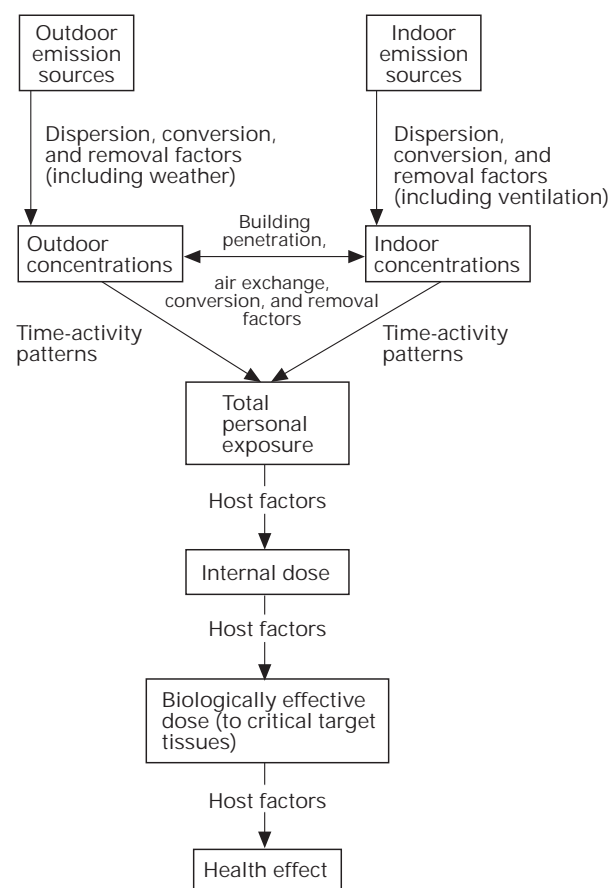 Outdoor
emission
sources
Indoor
emission
sources
Dispersion, conversion,
and removal factors
(including weather)
Dispersion,
conversion, and
removal factors
(including ventilation)
Outdoor
concentrations
Building
penetration,
air exchange,
conversion, and removal
factors
Indoor
concentrations
Time-activity
patterns
Time-activity
patterns
Total
personal
exposure
Host factors
Internal dose
Host factors
Biologically effective
dose (to critical target
tissues)
Host factors
Health effect